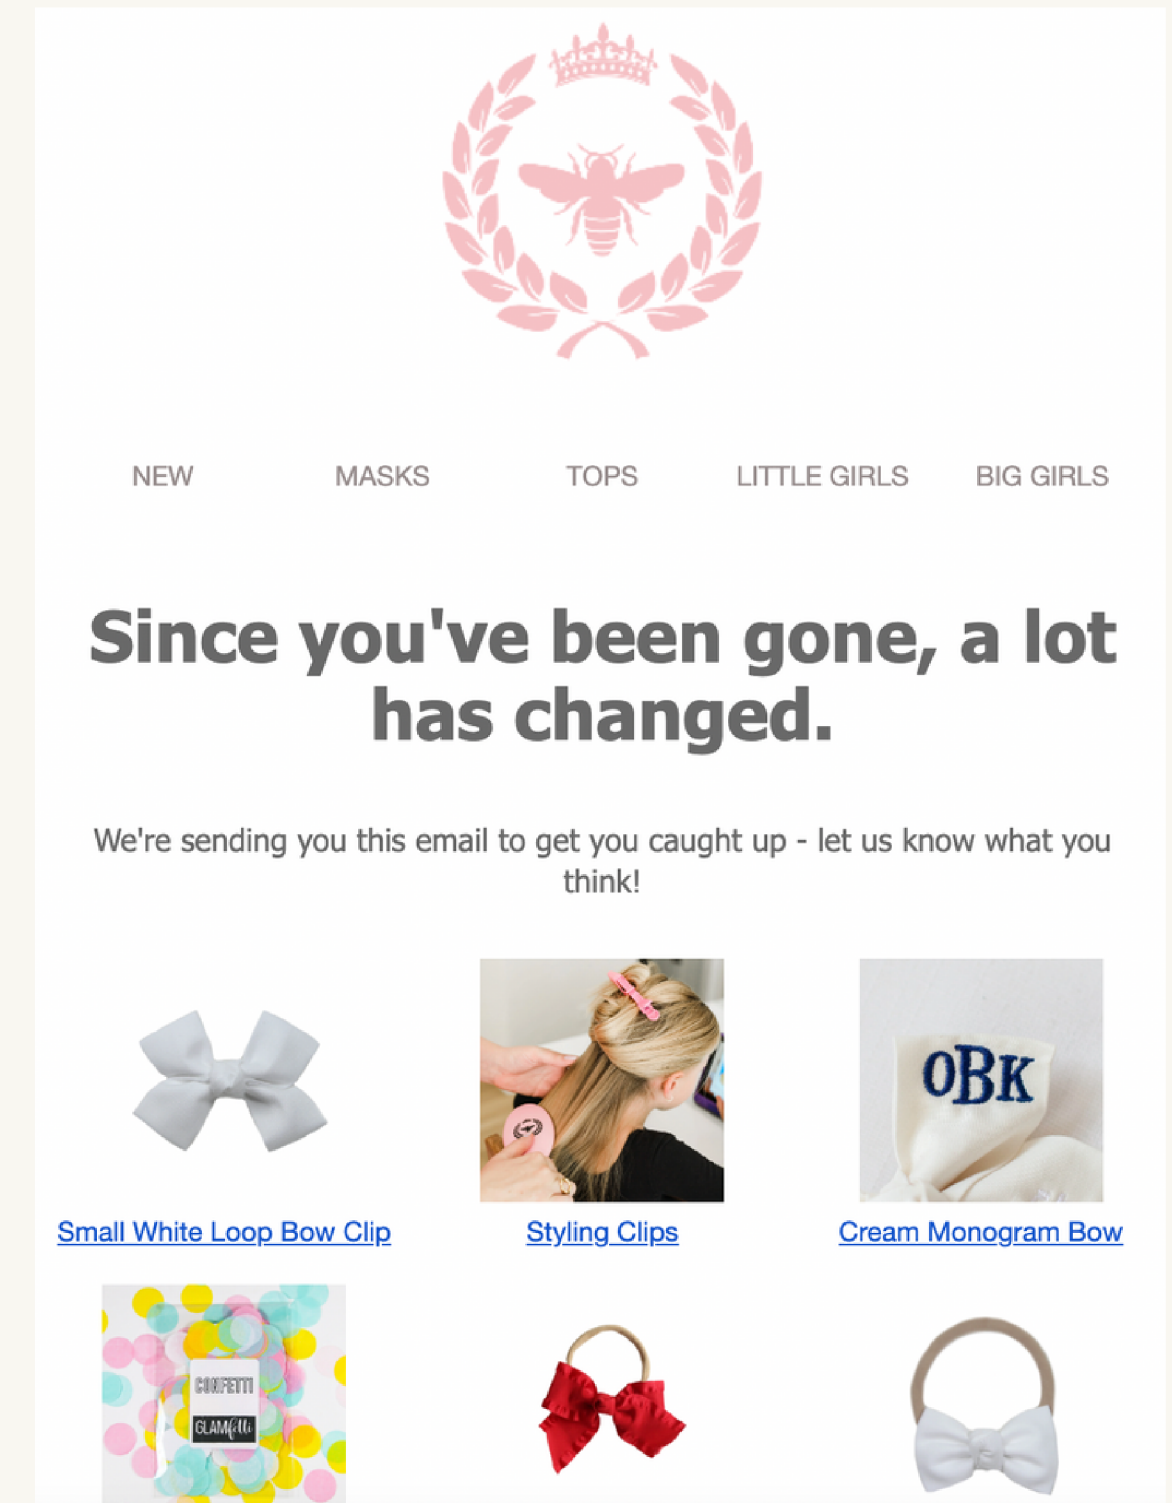 NEW MASKS TOPS LITTLE GIRLS BIG GIRLS
Since you've been gone, a lot
has changed.
We're sending you this email to get you caught up - let us know what you
think!
OBK
Small White Loop Bow Clip
Styling Clips
Cream Monogram Bow
CONFETTI
GLAMfetti